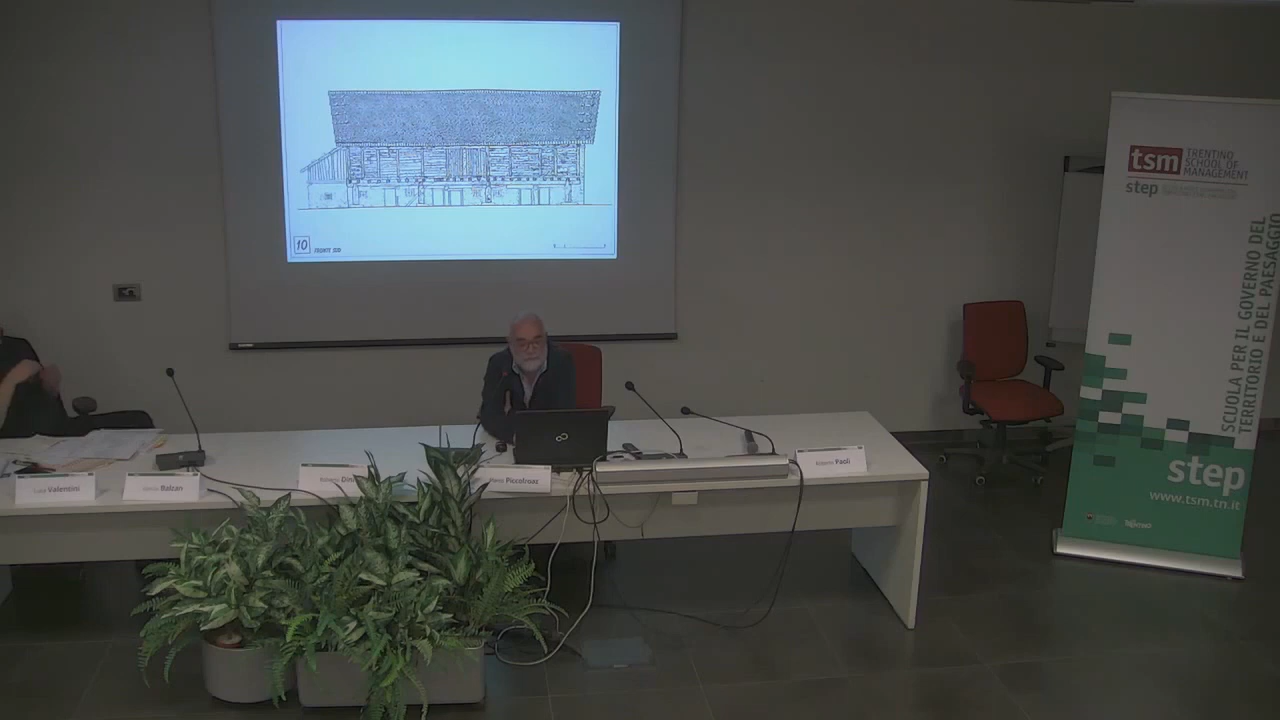 10 FRONTE SUD
tsm TRENTINO
SCHOOL OF
MANAGEMENT
step
SCUOLA PER IL GOVERNO DEL
TERRITORIO E DEL PAESAGGIO
step
www.tsm.tn.it
Valentini
Balzan
Piccolroaz
Roberto Paoli